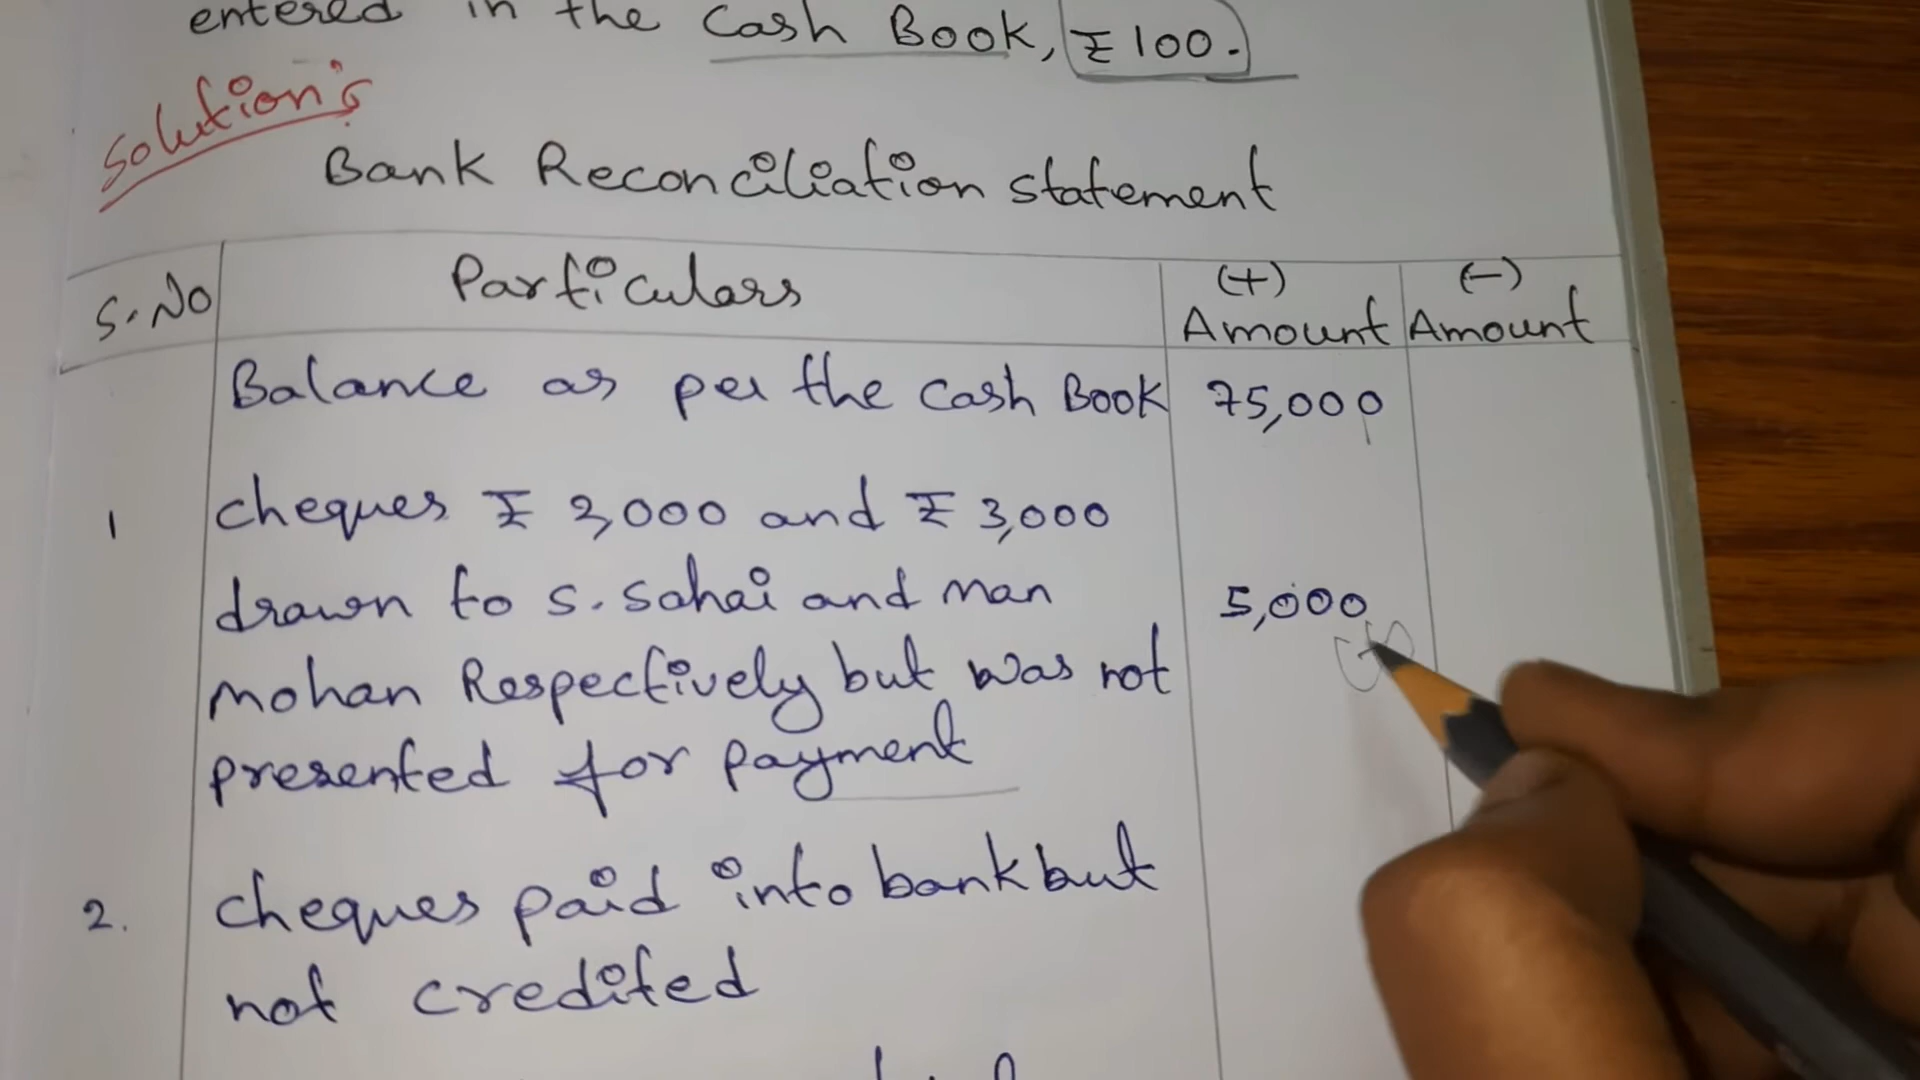 entered in the Cash Book, ₹100.
Solution:
Bank Reconciliation statement
S.No Particulars (+) Amount (-) Amount
Balance as per the Cash Book 75,000
1 cheques ₹ 2,000 and ₹ 3,000
drawn to S. Sahai and Man
mohan Respectively but was not 5,000
presented for payment (+)
2. cheques paid into bank but
not credited